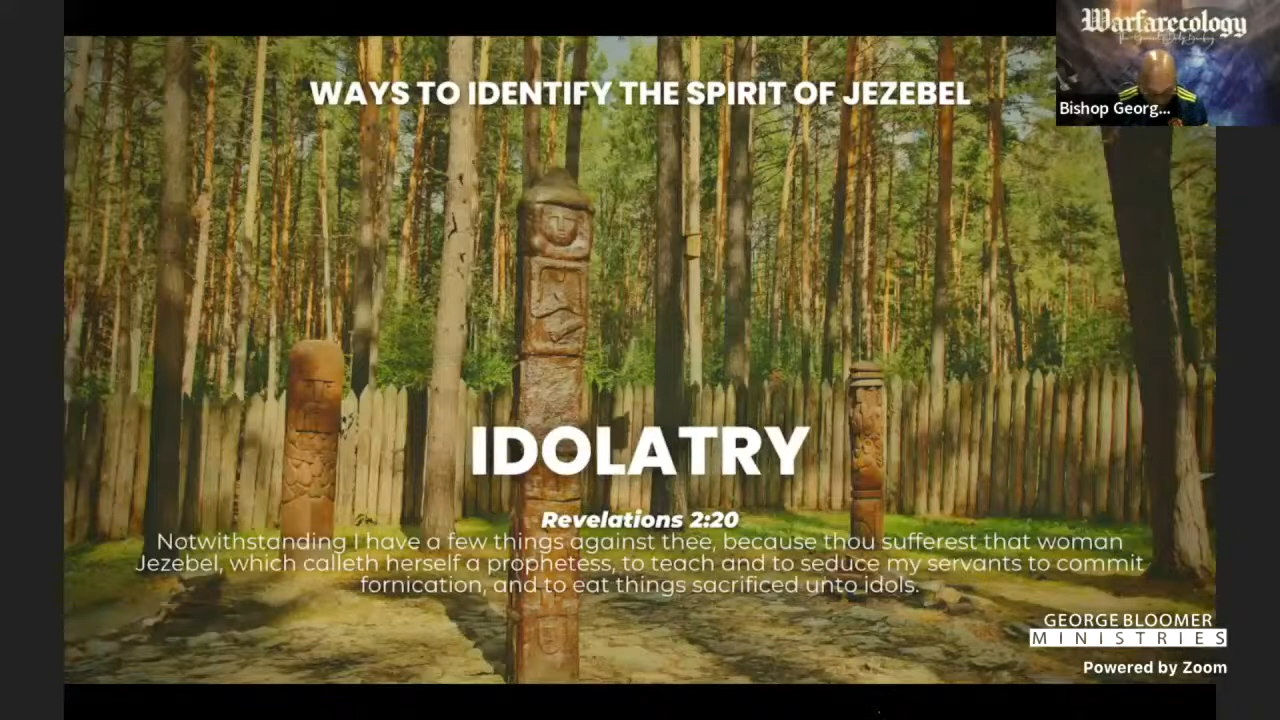 Warfarecology
Bishop Georg...
WAYS TO IDENTIFY THE SPIRIT OF JEZEBEL
IDOLATRY
Revelations 2:20
Notwithstanding I have a few things against thee, because thou sufferest that woman
Jezebel, which calleth herself a prophetess, to teach and to seduce my servants to commit
fornication, and to eat things sacrificed unto idols.
GEORGE BLOOMER
MINISTRIES
Powered by Zoom